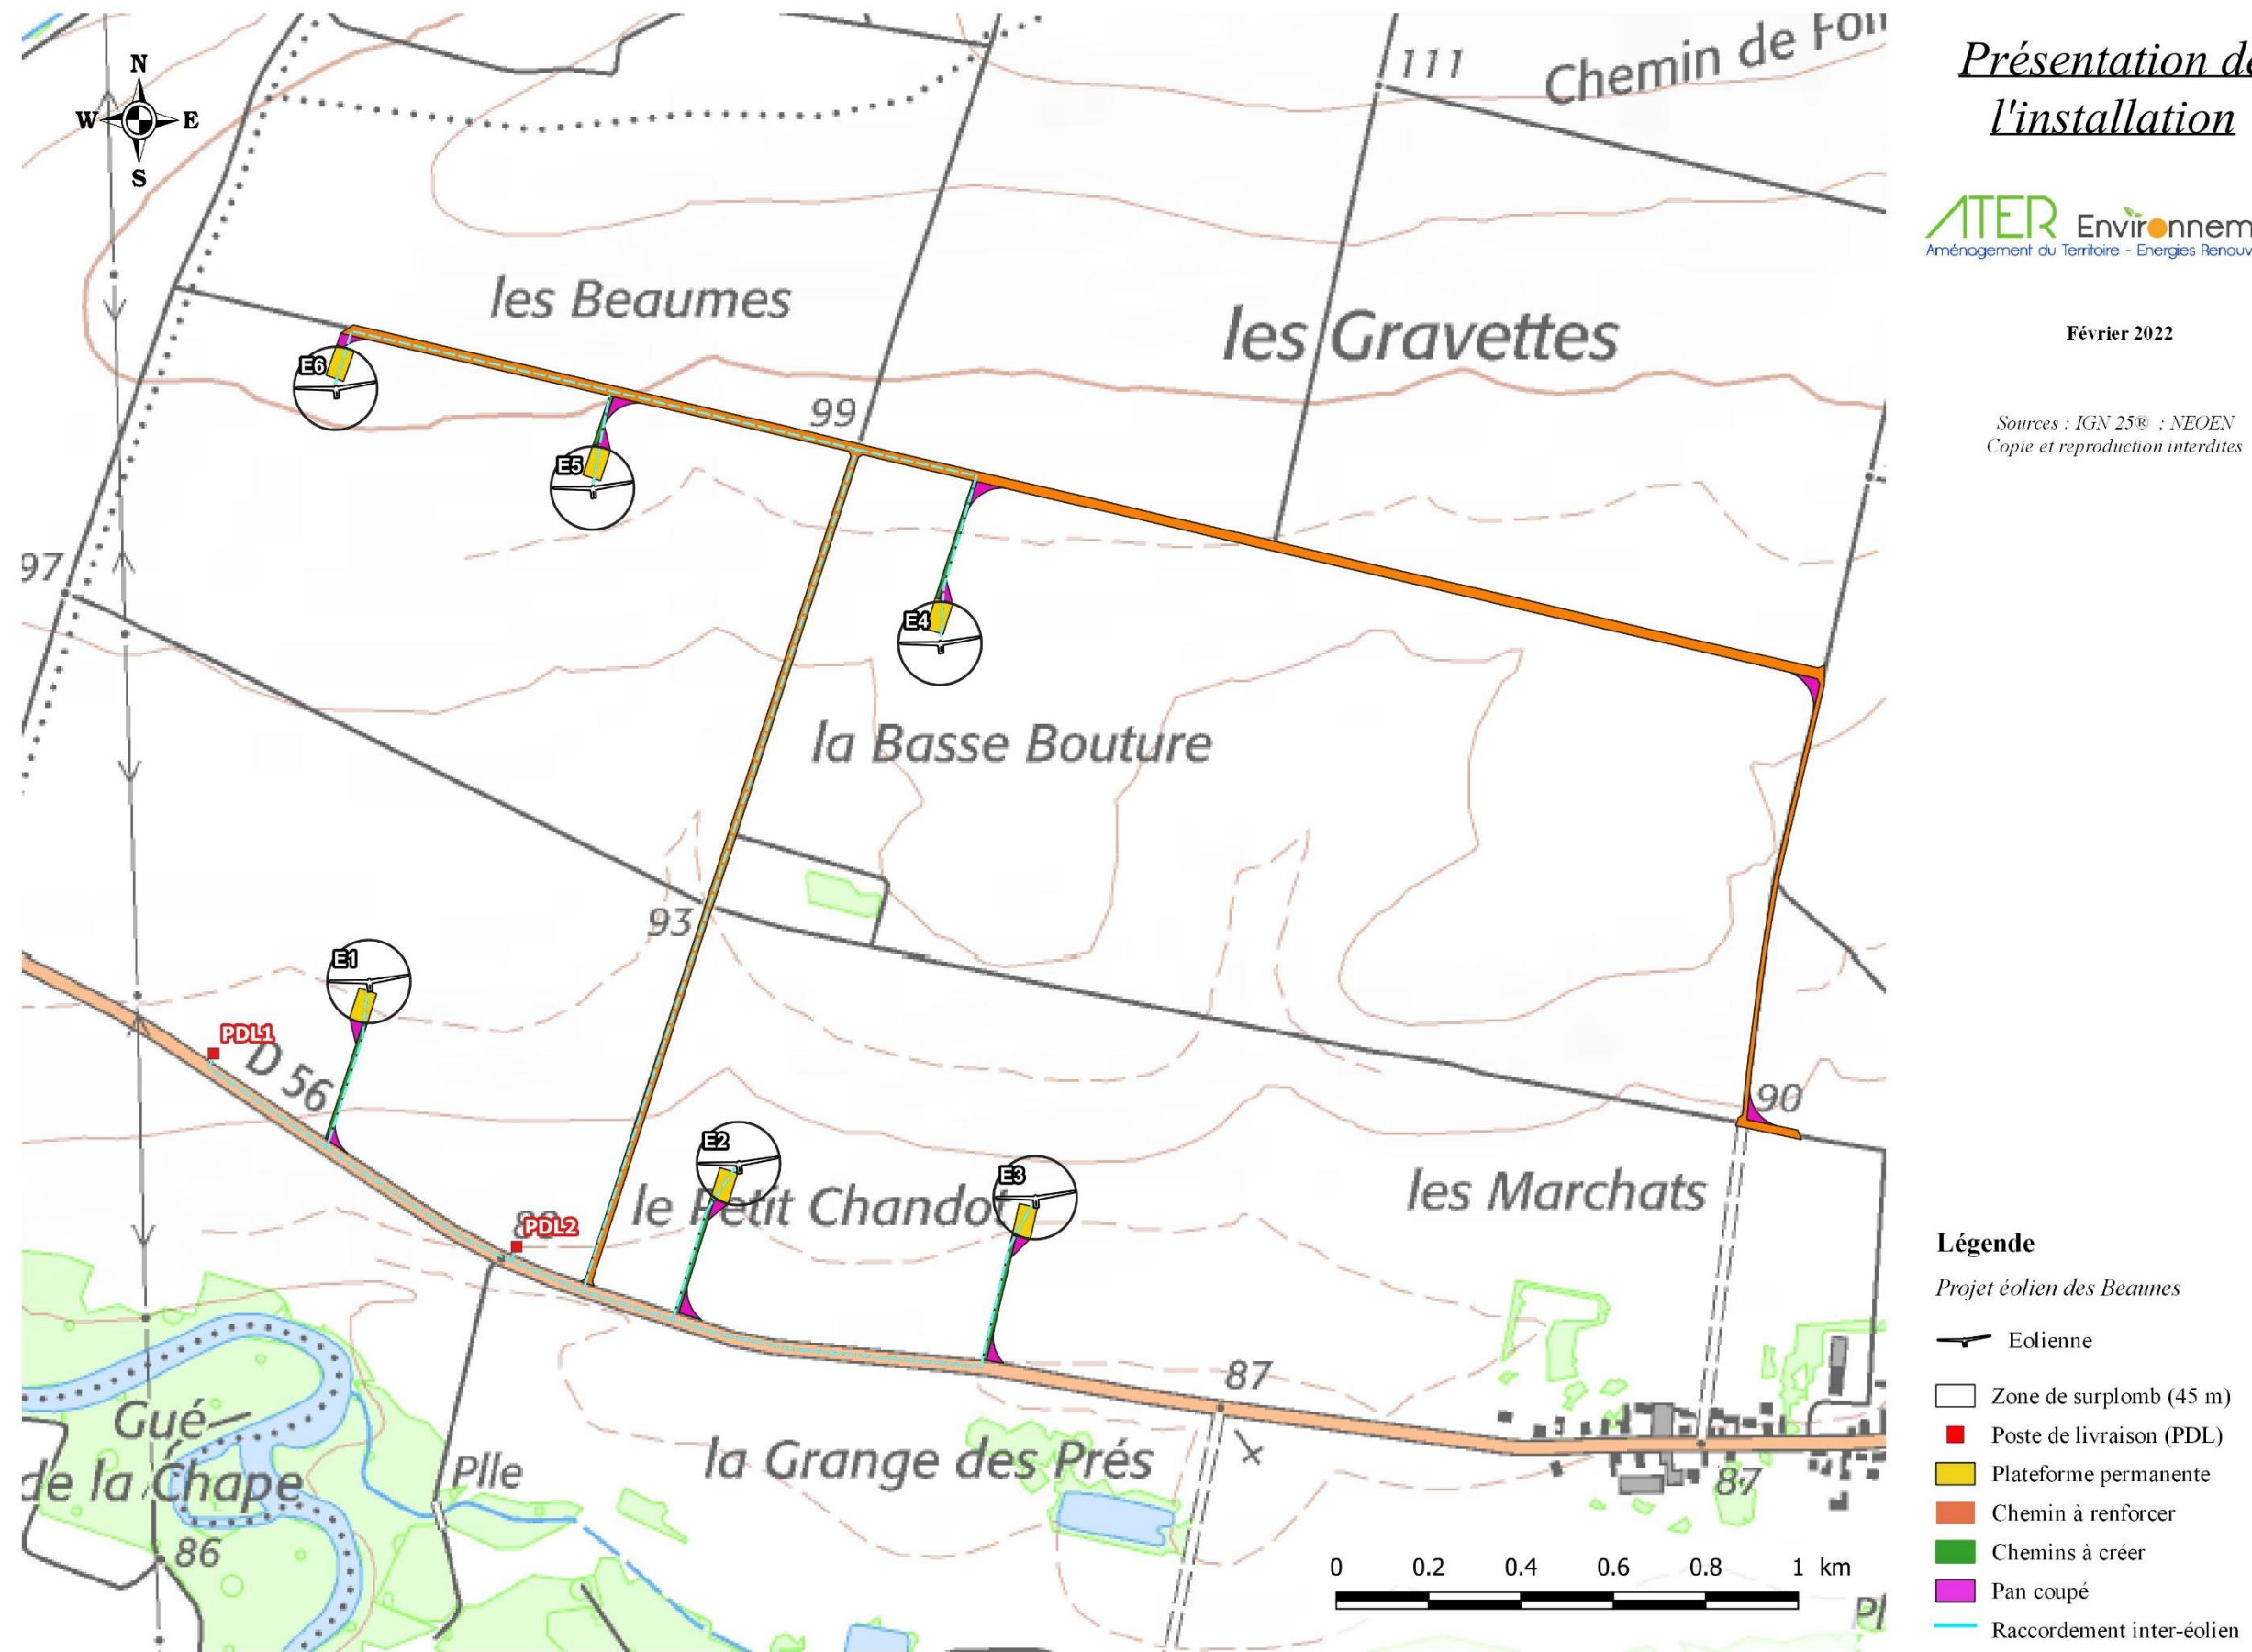 Présentation de
l'installation
ATER Environnem
Aménagement du Territoire - Energies Renouv
Février 2022
Sources : IGN 25® ; NEOEN
Copie et reproduction interdites
N
W E
S
111
Chemin de
les Beaumes
les Gravettes
99
E6
E5
97
E4
la Basse Bouture
93
E1
PDL1
D 56
90
E2
E3
le Petit Chandot
les Marchats
PDL2
87
Gué
de la Chape
Plle
la Grange des Prés
87
86
0 0.2 0.4 0.6 0.8 1 km
Légende
Projet éolien des Beaunes
Eolienne
Zone de surplomb (45 m)
Poste de livraison (PDL)
Plateforme permanente
Chemin à renforcer
Chemins à créer
Pan coupé
Raccordement inter-éolien